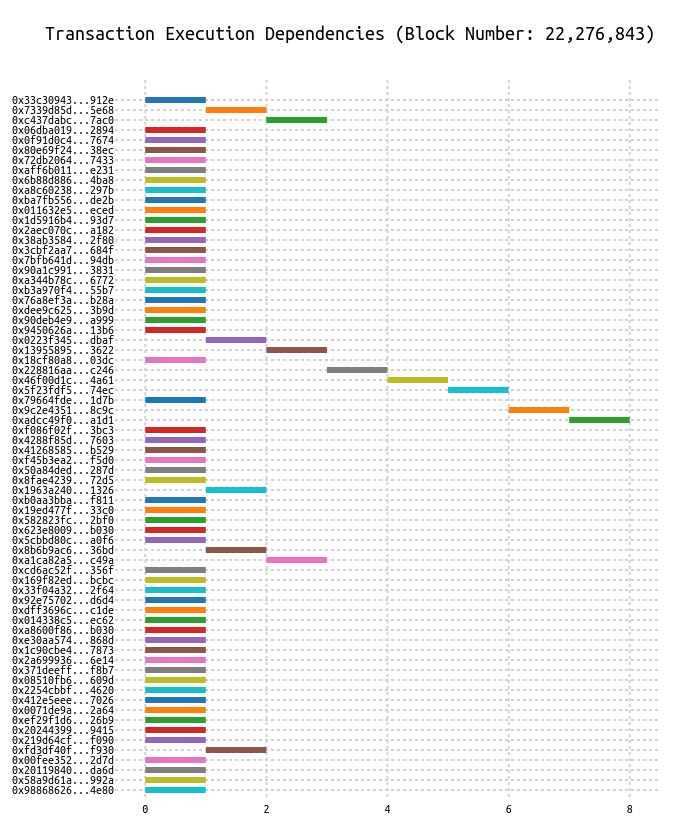 Transaction Execution Dependencies (Block Number: 22,276,843)
0x33c30943...912e
0x7339d85d...5e68
0xc437dabc...7ac0
0x06dba019...2894
0x0f91d0c4...7674
0x80e69f24...38ec
0x72db2064...7433
0xaff6b011...e231
0x6b88d886...4ba8
0xa8c60238...297b
0xba7fb556...de2b
0x011632e5...eced
0x1d5916b4...93d7
0x2aec070c...a182
0x38ab3584...2f80
0x3cbf2aa7...684f
0x7bfb641d...94db
0x90a1c991...3831
0xa344b78c...6772
0xb3a970f4...55b7
0x76a8ef3a...b28a
0xdee9c625...3b9d
0x90deb4e9...a999
0x9450626a...13b6
0x0223f345...dbaf
0x13955895...3622
0x18cf80a8...03dc
0x228816aa...c246
0x46f00d1c...4a61
0x5f23fdf5...74ec
0x79664fde...1d7b
0x9c2e4351...8c9c
0xadcc49f0...a1d1
0xf086f02f...3bc3
0x4288f85d...7603
0x41268585...b529
0xf45b3ea2...f5d0
0x50a84ded...287d
0x8fae4239...72d5
0x1963a240...1326
0xb0aa3bba...f811
0x19ed477f...33c0
0x582823fc...2bf0
0x623e8009...b030
0x5cbbd80c...a0f6
0x8b6b9ac6...36bd
0xa1ca82a5...c49a
0xcd6ac52f...356f
0x169f82ed...bcbc
0x33f04a32...2f64
0x92e75702...d6d4
0xdff3696c...c1de
0x014338c5...ec62
0xa8600f86...b030
0xe30aa574...868d
0x1c90cbe4...7873
0x2a699936...6e14
0x371deeff...f8b7
0x08510fb6...609d
0x2254cbbf...4620
0x412e5eee...7026
0x0071de9a...2a64
0xef29f1d6...26b9
0x20244399...9415
0x219d64cf...f090
0xfd3df40f...f930
0x00fee352...2d7d
0x20119840...da6d
0x58a9d61a...992a
0x98868626...4e80
0 2 4 6 8